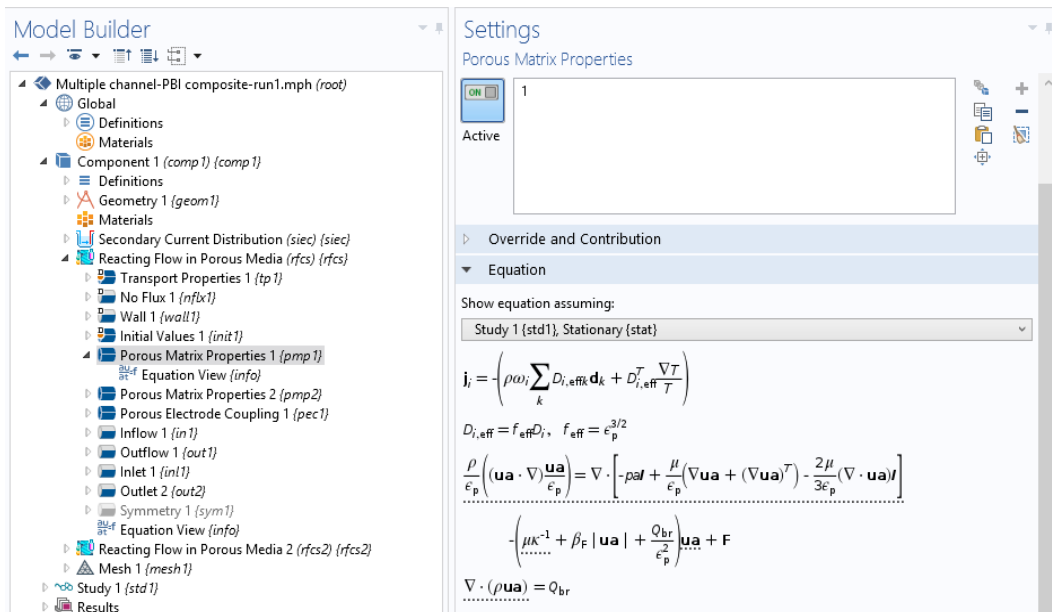 Model Builder
Multiple channel-PBI composite-run1.mph (root)
Global
Definitions
Materials
Component 1 (comp1) {comp1}
Definitions
Geometry 1 {geom1}
Materials
Secondary Current Distribution (siec) {siec}
Reacting Flow in Porous Media (rfcs) {rfcs}
Transport Properties 1 {tp1}
No Flux 1 {nflx1}
Wall 1 {wall1}
Initial Values 1 {init1}
Porous Matrix Properties 1 {pmp1}
Equation View {info}
Porous Matrix Properties 2 {pmp2}
Porous Electrode Coupling 1 {pec1}
Inflow 1 {in1}
Outflow 1 {out1}
Inlet 1 {inl1}
Outlet 2 {out2}
Symmetry 1 {sym1}
Equation View {info}
Reacting Flow in Porous Media 2 (rfcs2) {rfcs2}
Mesh 1 {mesh1}
Study 1 {std1}
Results
Settings
Porous Matrix Properties
ON
Active
1
Override and Contribution
Equation
Show equation assuming:
Study 1 {std1}, Stationary {stat}
j_i = -(ρω_i ∑_k D_{i,effk} d_k + D^T_{i,eff} ∇T/T)
D_{i,eff} = f_eff D_i, f_eff = ϵ_p^{3/2}
ρ/ϵ_p ((ua · ∇) ua/ϵ_p) = ∇ · [-paI + μ/ϵ_p (∇ua + (∇ua)^T) - 2μ/3ϵ_p (∇ · ua)I]
-(μκ^{-1} + β_F |ua| + Q_br/ϵ_p^2) ua + F
∇ · (ρua) = Q_br